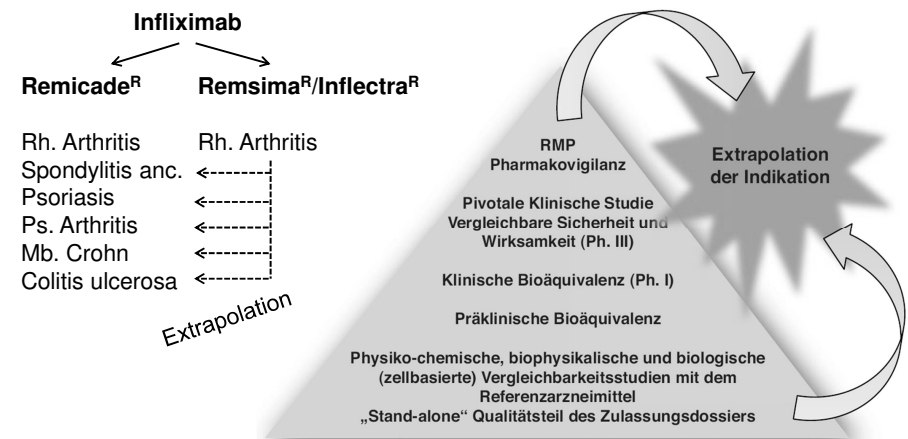 Infliximab
Remicade^R Remsima^R/Inflectra^R
Rh. Arthritis Rh. Arthritis
Spondylitis anc.
Psoriasis
Ps. Arthritis
Mb. Crohn
Colitis ulcerosa
Extrapolation
RMP
Pharmakovigilanz
Pivotale Klinische Studie
Vergleichbare Sicherheit und
Wirksamkeit (Ph. III)
Klinische Bioäquivalenz (Ph. I)
Präklinische Bioäquivalenz
Physiko-chemische, biophysikalische und biologische
(zellbasierte) Vergleichbarkeitsstudien mit dem
Referenzarzneimittel
„Stand-alone“ Qualitätsteil des Zulassungsdossiers
Extrapolation
der Indikation